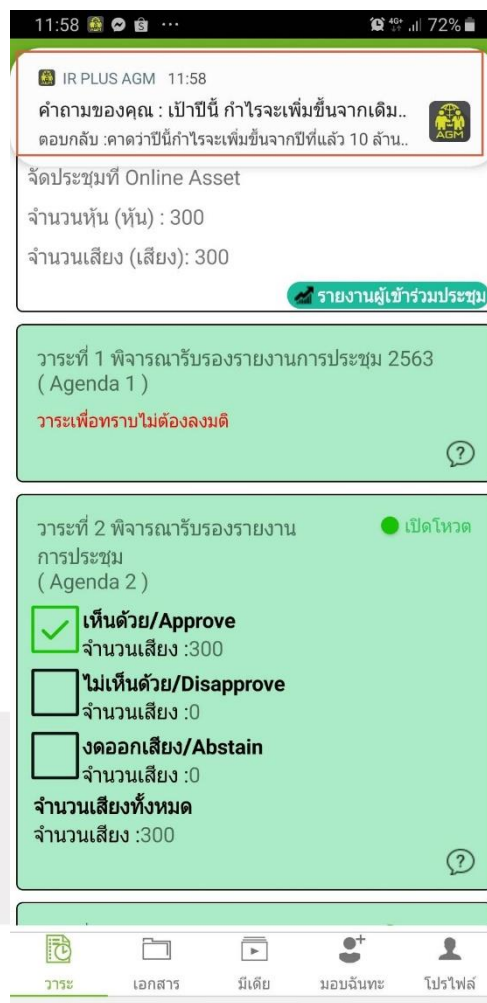 11:58 ...
4G+ 72%
IR PLUS AGM 11:58
คำถามของคุณ : เป้าปีนี้ กำไรจะเพิ่มขึ้นจากเดิม..
ตอบกลับ :คาดว่าปีนี้กำไรจะเพิ่มขึ้นจากปีที่แล้ว 10 ล้าน..
AGM
จัดประชุมที่ Online Asset
จำนวนหุ้น (หุ้น) : 300
จำนวนเสียง (เสียง): 300
รายงานผู้เข้าร่วมประชุม
วาระที่ 1 พิจารณารับรองรายงานการประชุม 2563
( Agenda 1 )
วาระเพื่อทราบไม่ต้องลงมติ
?
วาระที่ 2 พิจารณารับรองรายงาน
เปิดโหวต
การประชุม
( Agenda 2 )
เห็นด้วย/Approve
จำนวนเสียง :300
ไม่เห็นด้วย/Disapprove
จำนวนเสียง :0
งดออกเสียง/Abstain
จำนวนเสียง :0
จำนวนเสียงทั้งหมด
จำนวนเสียง :300
?
วาระ เอกสาร มีเดีย มอบฉันทะ โปรไฟล์